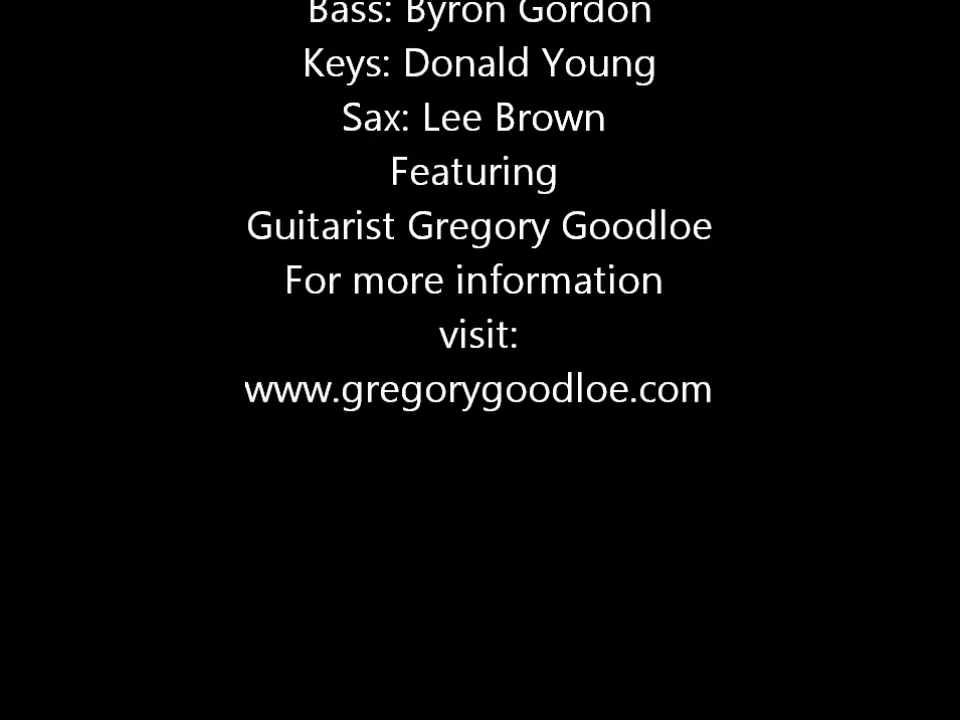 Bass: Byron Gordon
Keys: Donald Young
Sax: Lee Brown
Featuring
Guitarist Gregory Goodloe
For more information
visit:
www.gregorygoodloe.com